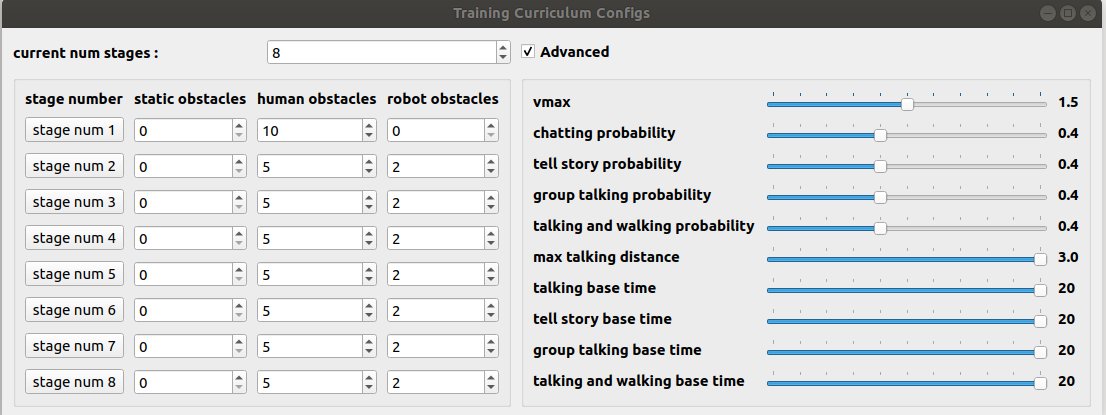 Training Curriculum Configs
current num stages : 8 Advanced
stage number static obstacles human obstacles robot obstacles
stage num 1 0 10 0
stage num 2 0 5 2
stage num 3 0 5 2
stage num 4 0 5 2
stage num 5 0 5 2
stage num 6 0 5 2
stage num 7 0 5 2
stage num 8 0 5 2
vmax 1.5
chatting probability 0.4
tell story probability 0.4
group talking probability 0.4
talking and walking probability 0.4
max talking distance 3.0
talking base time 20
tell story base time 20
group talking base time 20
talking and walking base time 20